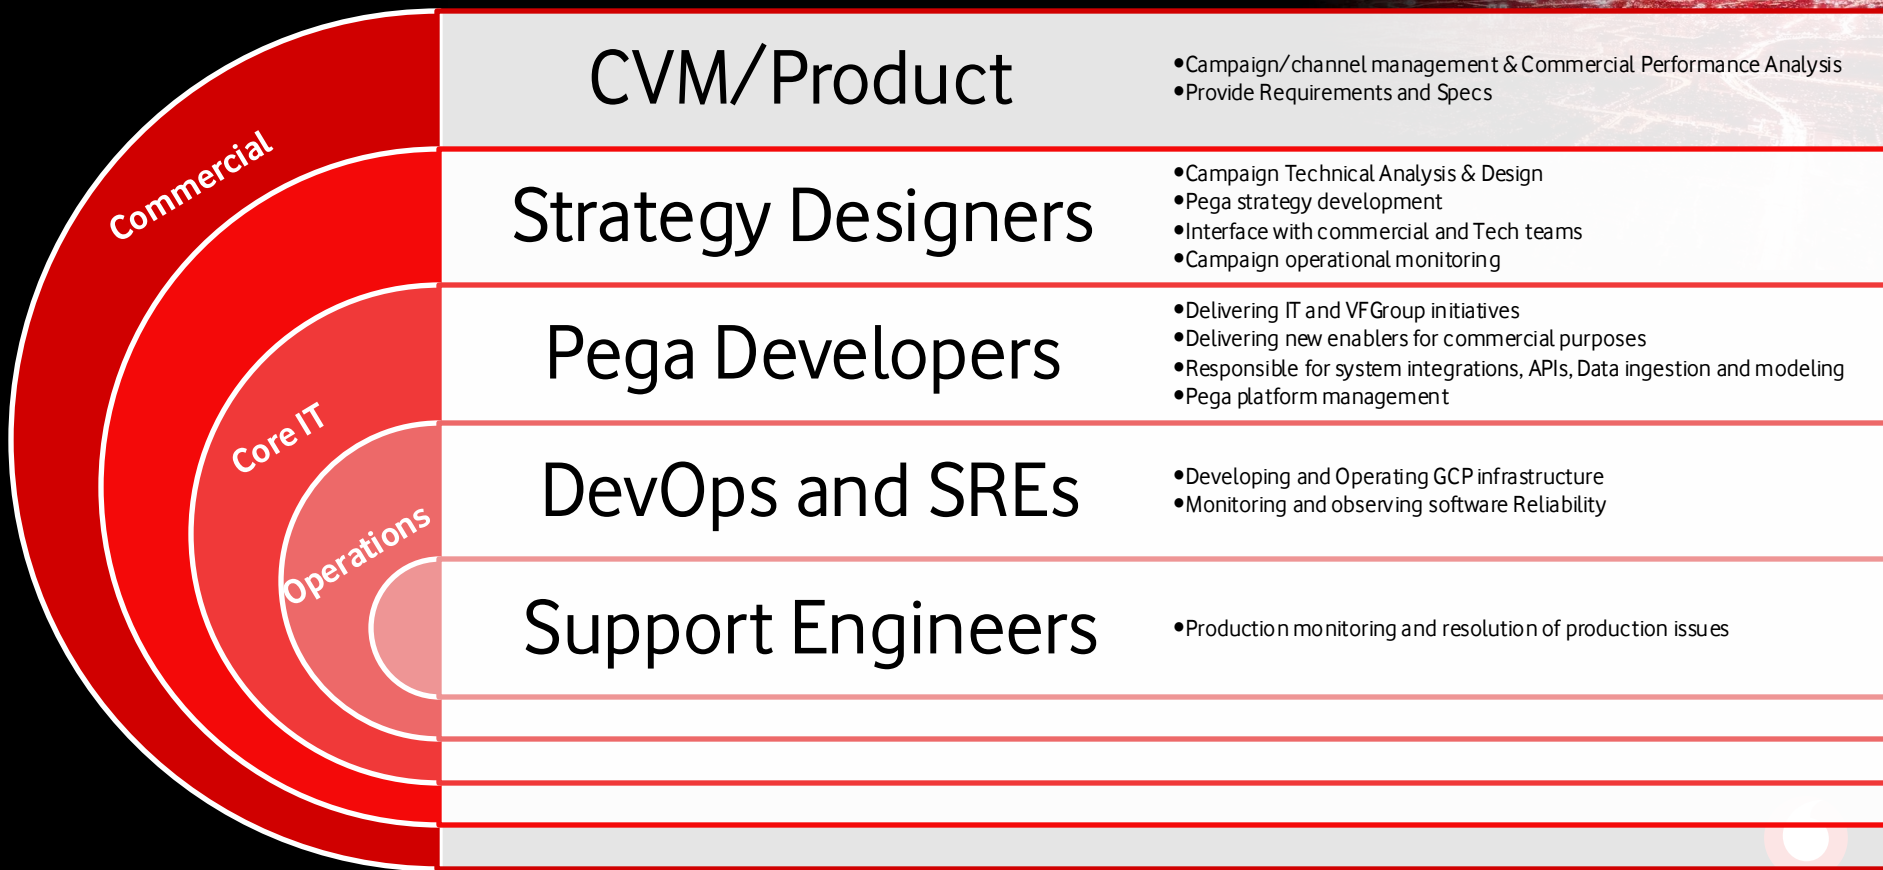 Commercial
Core IT
Operations
CVM/Product
•Campaign/channel management & Commercial Performance Analysis
•Provide Requirements and Specs
Strategy Designers
•Campaign Technical Analysis & Design
•Pega strategy development
•Interface with commercial and Tech teams
•Campaign operational monitoring
Pega Developers
•Delivering IT and VFGroup initiatives
•Delivering new enablers for commercial purposes
•Responsible for system integrations, APIs, Data ingestion and modeling
•Pega platform management
DevOps and SREs
•Developing and Operating GCP infrastructure
•Monitoring and observing software Reliability
Support Engineers
•Production monitoring and resolution of production issues